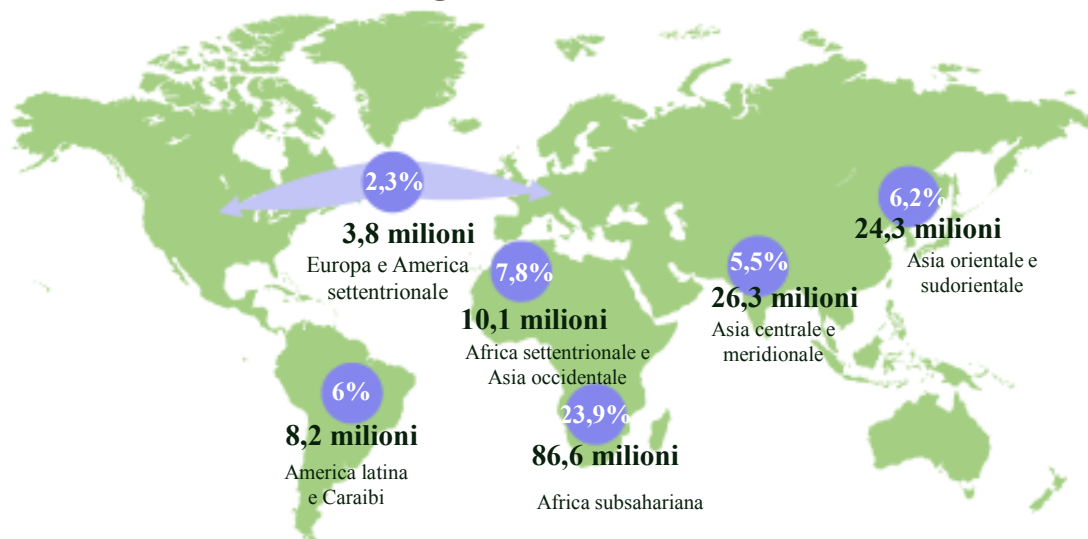 2,3%
3,8 milioni
Europa e America
settentrionale
7,8%
10,1 milioni
Africa settentrionale e
Asia occidentale
6,2%
24,3 milioni
Asia orientale e
sudorientale
5,5%
26,3 milioni
Asia centrale e
meridionale
6%
8,2 milioni
America latina
e Caraibi
23,9%
86,6 milioni
Africa subsahariana